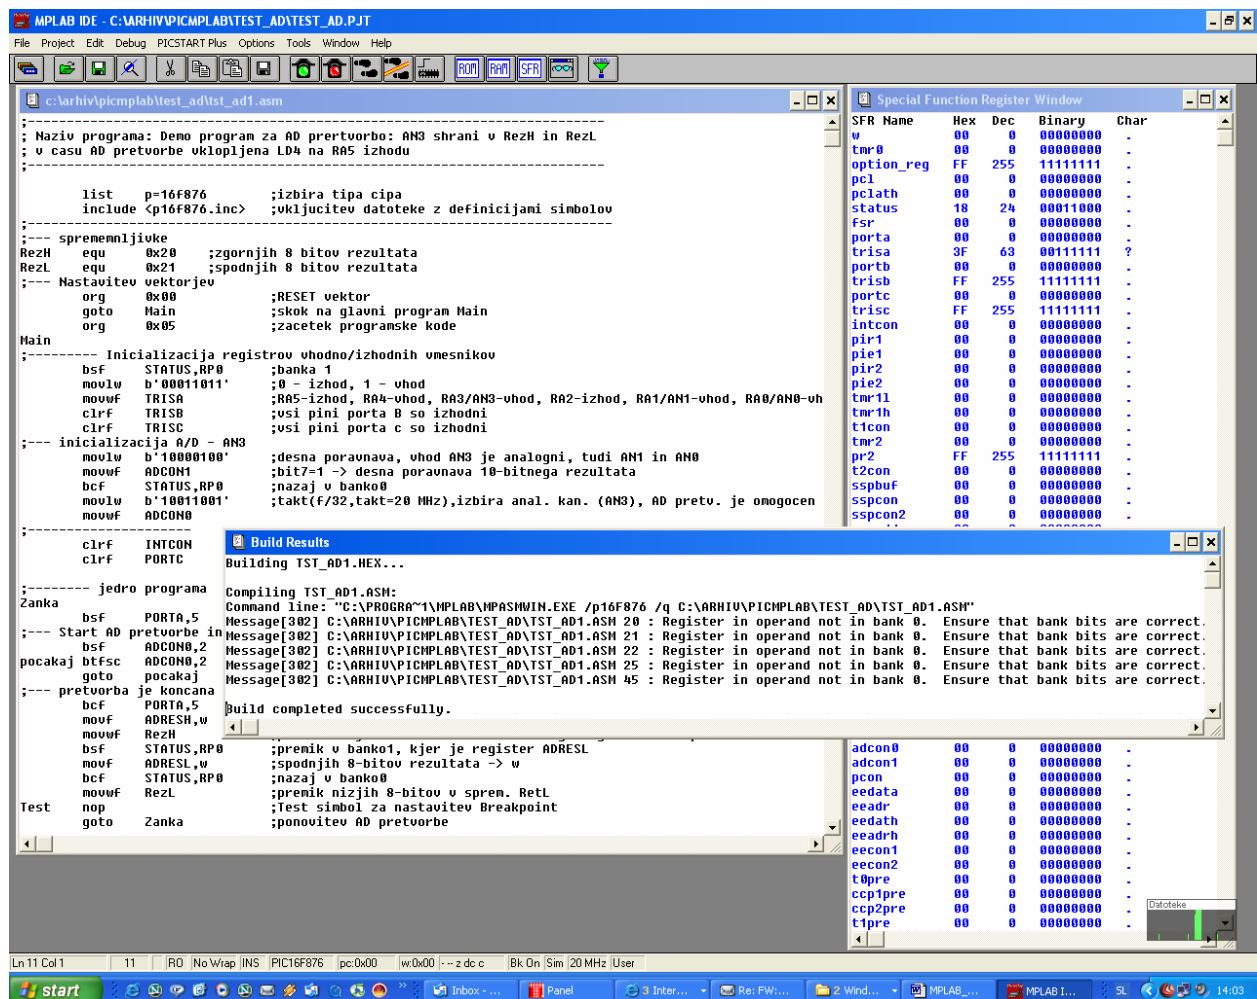 MPLAB IDE - C:\ARHIV\PICMPLAB\TEST_AD\TEST_AD.PJT
File Project Edit Debug PICSTART Plus Options Tools Window Help
ROM RAM SFR
c:\arhiv\picmplab\test_ad\tst_ad1.asm
;------------------------------------------------------------------------
; Naziv programa: Demo program za AD prertvorbo: AN3 shrani v RezH in RezL
; v casu AD pretvorbe vklopljena LD4 na RA5 izhodu
;------------------------------------------------------------------------
list p=16f876 ;izbira tipa cipa
include <p16f876.inc> ;vkljucitev datoteke z definicijami simbolov
;-------------------------------------------------------------------------
;--- sprememnljivke
RezH equ 0x20 ;zgornjih 8 bitov rezultata
RezL equ 0x21 ;spodnjih 8 bitov rezultata
;--- Nastavitev vektorjev
org 0x00 ;RESET vektor
goto Main ;skok na glavni program Main
org 0x05 ;zacetek programske kode
Main
;--------- Inicializacija registrov vhodno/izhodnih vmesnikov
bsf STATUS,RP0 ;banka 1
movlw b'00011011' ;0 - izhod, 1 - vhod
movwf TRISA ;RA5-izhod, RA4-vhod, RA3/AN3-vhod, RA2-izhod, RA1/AN1-vhod, RA0/AN0-vh
clrf TRISB ;vsi pini porta B so izhodni
clrf TRISC ;vsi pini porta c so izhodni
;--- inicializacija A/D - AN3
movlw b'10000100' ;desna poravnava, vhod AN3 je analogni, tudi AN1 in AN0
movwf ADCON1 ;bit7=1 -> desna poravnava 10-bitnega rezultata
bcf STATUS,RP0 ;nazaj v banko0
movlw b'10011001' ;takt(f/32,takt=20 MHz),izbira anal. kan. (AN3), AD pretv. je omogocen
movwf ADCON0
;--------------------
clrf INTCON
clrf PORTC
;-------- jedro programa
Zanka
bsf PORTA,5
;--- Start AD pretvorbe in
bsf ADCON0,2
pocakaj btfsc ADCON0,2
goto pocakaj
;--- pretvorba je koncana
bcf PORTA,5
movf ADRESH,w
movwf RezH
bsf STATUS,RP0 ;premik v banko1, kjer je register ADRESL
movf ADRESL,w ;spodnjih 8-bitov rezultata -> w
bcf STATUS,RP0 ;nazaj v banko0
movwf RezL ;premik nizjih 8-bitov v sprem. RetL
Test nop ;Test simbol za nastavitev Breakpoint
goto Zanka ;ponovitev AD pretvorbe
Build Results
Building TST_AD1.HEX...
Compiling TST_AD1.ASM:
Command line: "C:\PROGRA~1\MPLAB\MPASMWIN.EXE /p16F876 /q C:\ARHIV\PICMPLAB\TEST_AD\TST_AD1.ASM"
Message[302] C:\ARHIV\PICMPLAB\TEST_AD\TST_AD1.ASM 20 : Register in operand not in bank 0. Ensure that bank bits are correct.
Message[302] C:\ARHIV\PICMPLAB\TEST_AD\TST_AD1.ASM 21 : Register in operand not in bank 0. Ensure that bank bits are correct.
Message[302] C:\ARHIV\PICMPLAB\TEST_AD\TST_AD1.ASM 22 : Register in operand not in bank 0. Ensure that bank bits are correct.
Message[302] C:\ARHIV\PICMPLAB\TEST_AD\TST_AD1.ASM 25 : Register in operand not in bank 0. Ensure that bank bits are correct.
Message[302] C:\ARHIV\PICMPLAB\TEST_AD\TST_AD1.ASM 45 : Register in operand not in bank 0. Ensure that bank bits are correct.
Build completed successfully.
Special Function Register Window
SFR Name Hex Dec Binary Char
w 00 0 00000000 .
tmr0 00 0 00000000 .
option_reg FF 255 11111111 .
pcl 00 0 00000000 .
pclath 00 0 00000000 .
status 18 24 00011000 .
fsr 00 0 00000000 .
porta 00 0 00000000 .
trisa 3F 63 00111111 ?
portb 00 0 00000000 .
trisb FF 255 11111111 .
portc 00 0 00000000 .
trisc FF 255 11111111 .
intcon 00 0 00000000 .
pir1 00 0 00000000 .
pie1 00 0 00000000 .
pir2 00 0 00000000 .
pie2 00 0 00000000 .
tmr1l 00 0 00000000 .
tmr1h 00 0 00000000 .
t1con 00 0 00000000 .
tmr2 00 0 00000000 .
pr2 FF 255 11111111 .
t2con 00 0 00000000 .
sspbuf 00 0 00000000 .
sspcon 00 0 00000000 .
sspcon2 00 0 00000000 .
adcon0 00 0 00000000 .
adcon1 00 0 00000000 .
pcon 00 0 00000000 .
eedata 00 0 00000000 .
eeadr 00 0 00000000 .
eedath 00 0 00000000 .
eeadrh 00 0 00000000 .
eecon1 00 0 00000000 .
eecon2 00 0 00000000 .
t0pre 00 0 00000000 .
ccp1pre 00 0 00000000 .
ccp2pre 00 0 00000000 .
t1pre 00 0 00000000 .
Datoteke
Ln 11 Col 1 11 RO No Wrap INS PIC16F876 pc:0x00 w:0x00 - -- z dc c Bk On Sim 20 MHz User
start Inbox - ... Panel 3 Inter... Re: FW:... 2 Wind... MPLAB_... MPLAB I... SL 14:03